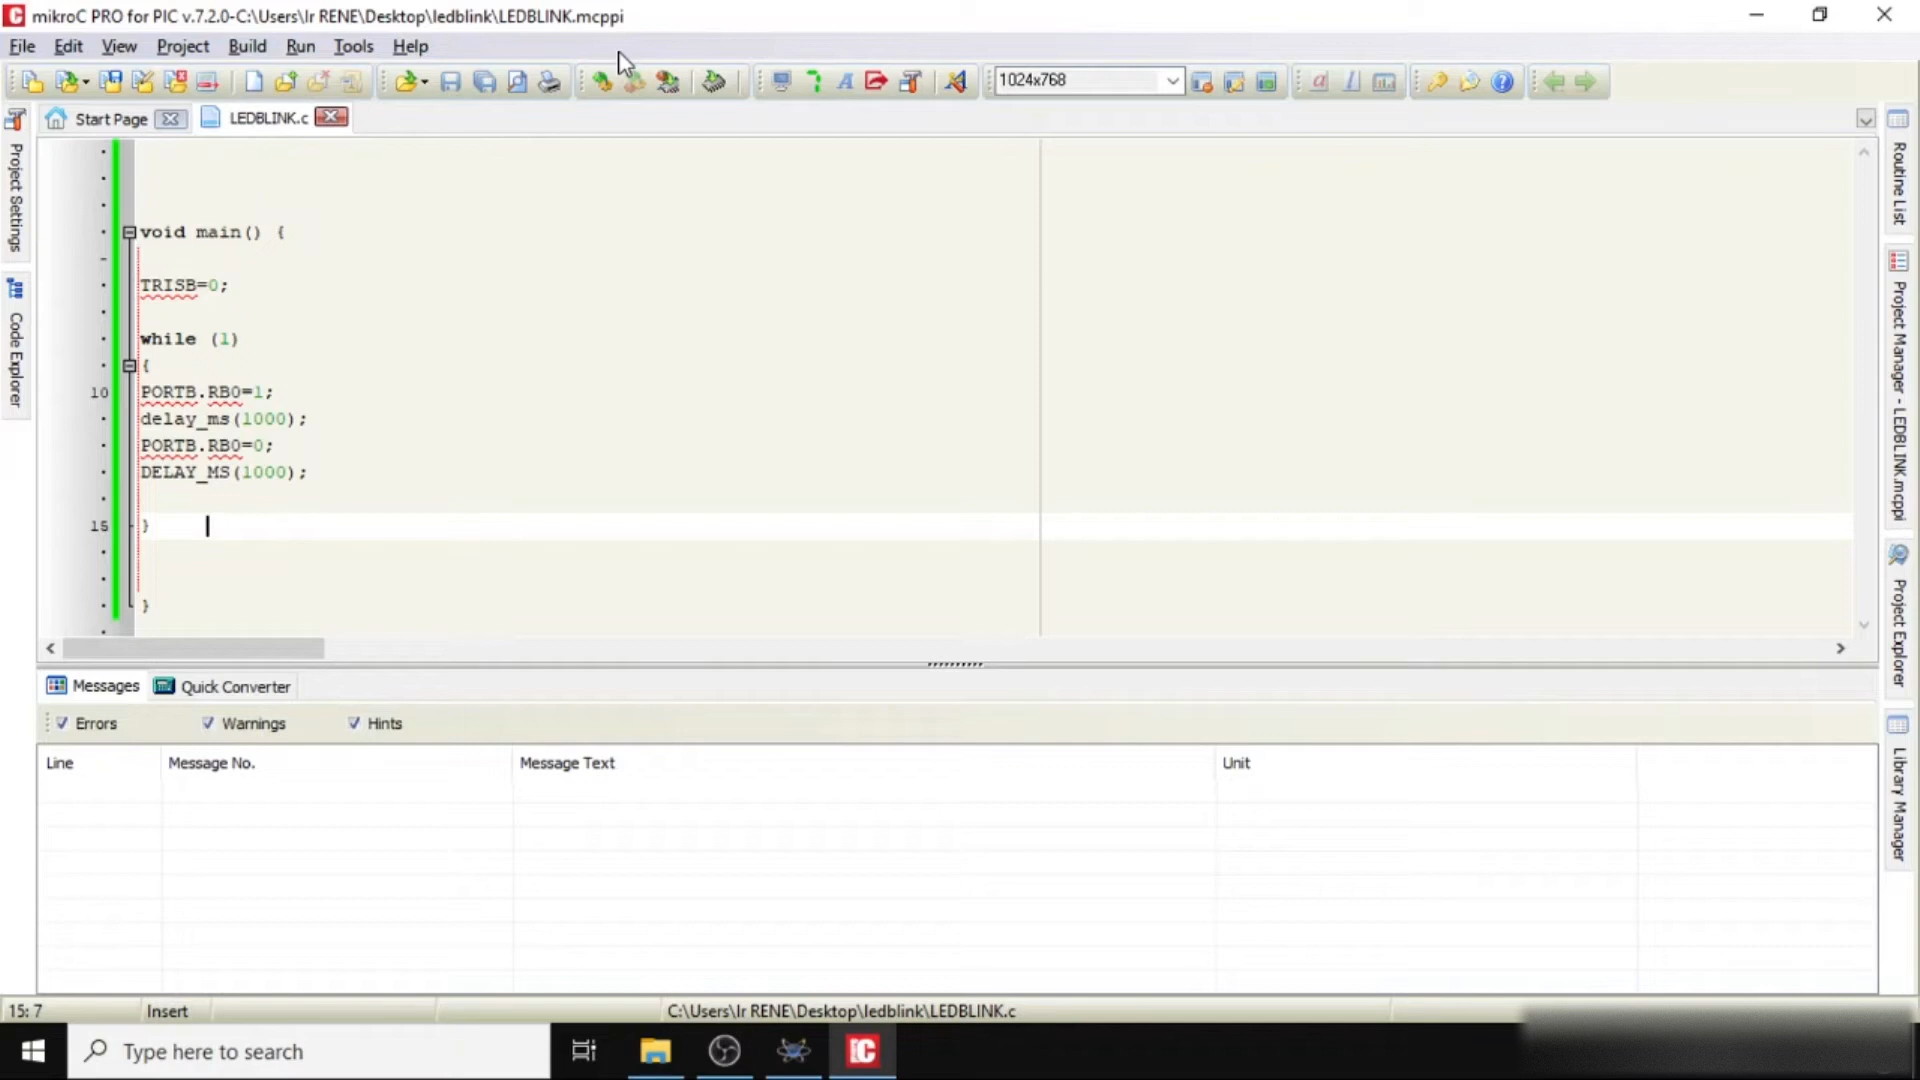 mikroC PRO for PIC v.7.2.0-C:\Users\Ir RENE\Desktop\ledblink\LEDBLINK.mcppi
File Edit View Project Build Run Tools Help
1024x768
Start Page LEDBLINK.c
Project Settings
Code Explorer
void main() {
TRISB=0;
while (1)
{
10 PORTB.RB0=1;
delay_ms(1000);
PORTB.RB0=0;
DELAY_MS(1000);
15 }
}
Routine List
Project Manager - LEDBLINK.mcppi
Project Explorer
Library Manager
Messages Quick Converter
Errors Warnings Hints
Line Message No. Message Text Unit
15: 7 Insert C:\Users\Ir RENE\Desktop\ledblink\LEDBLINK.c
Type here to search